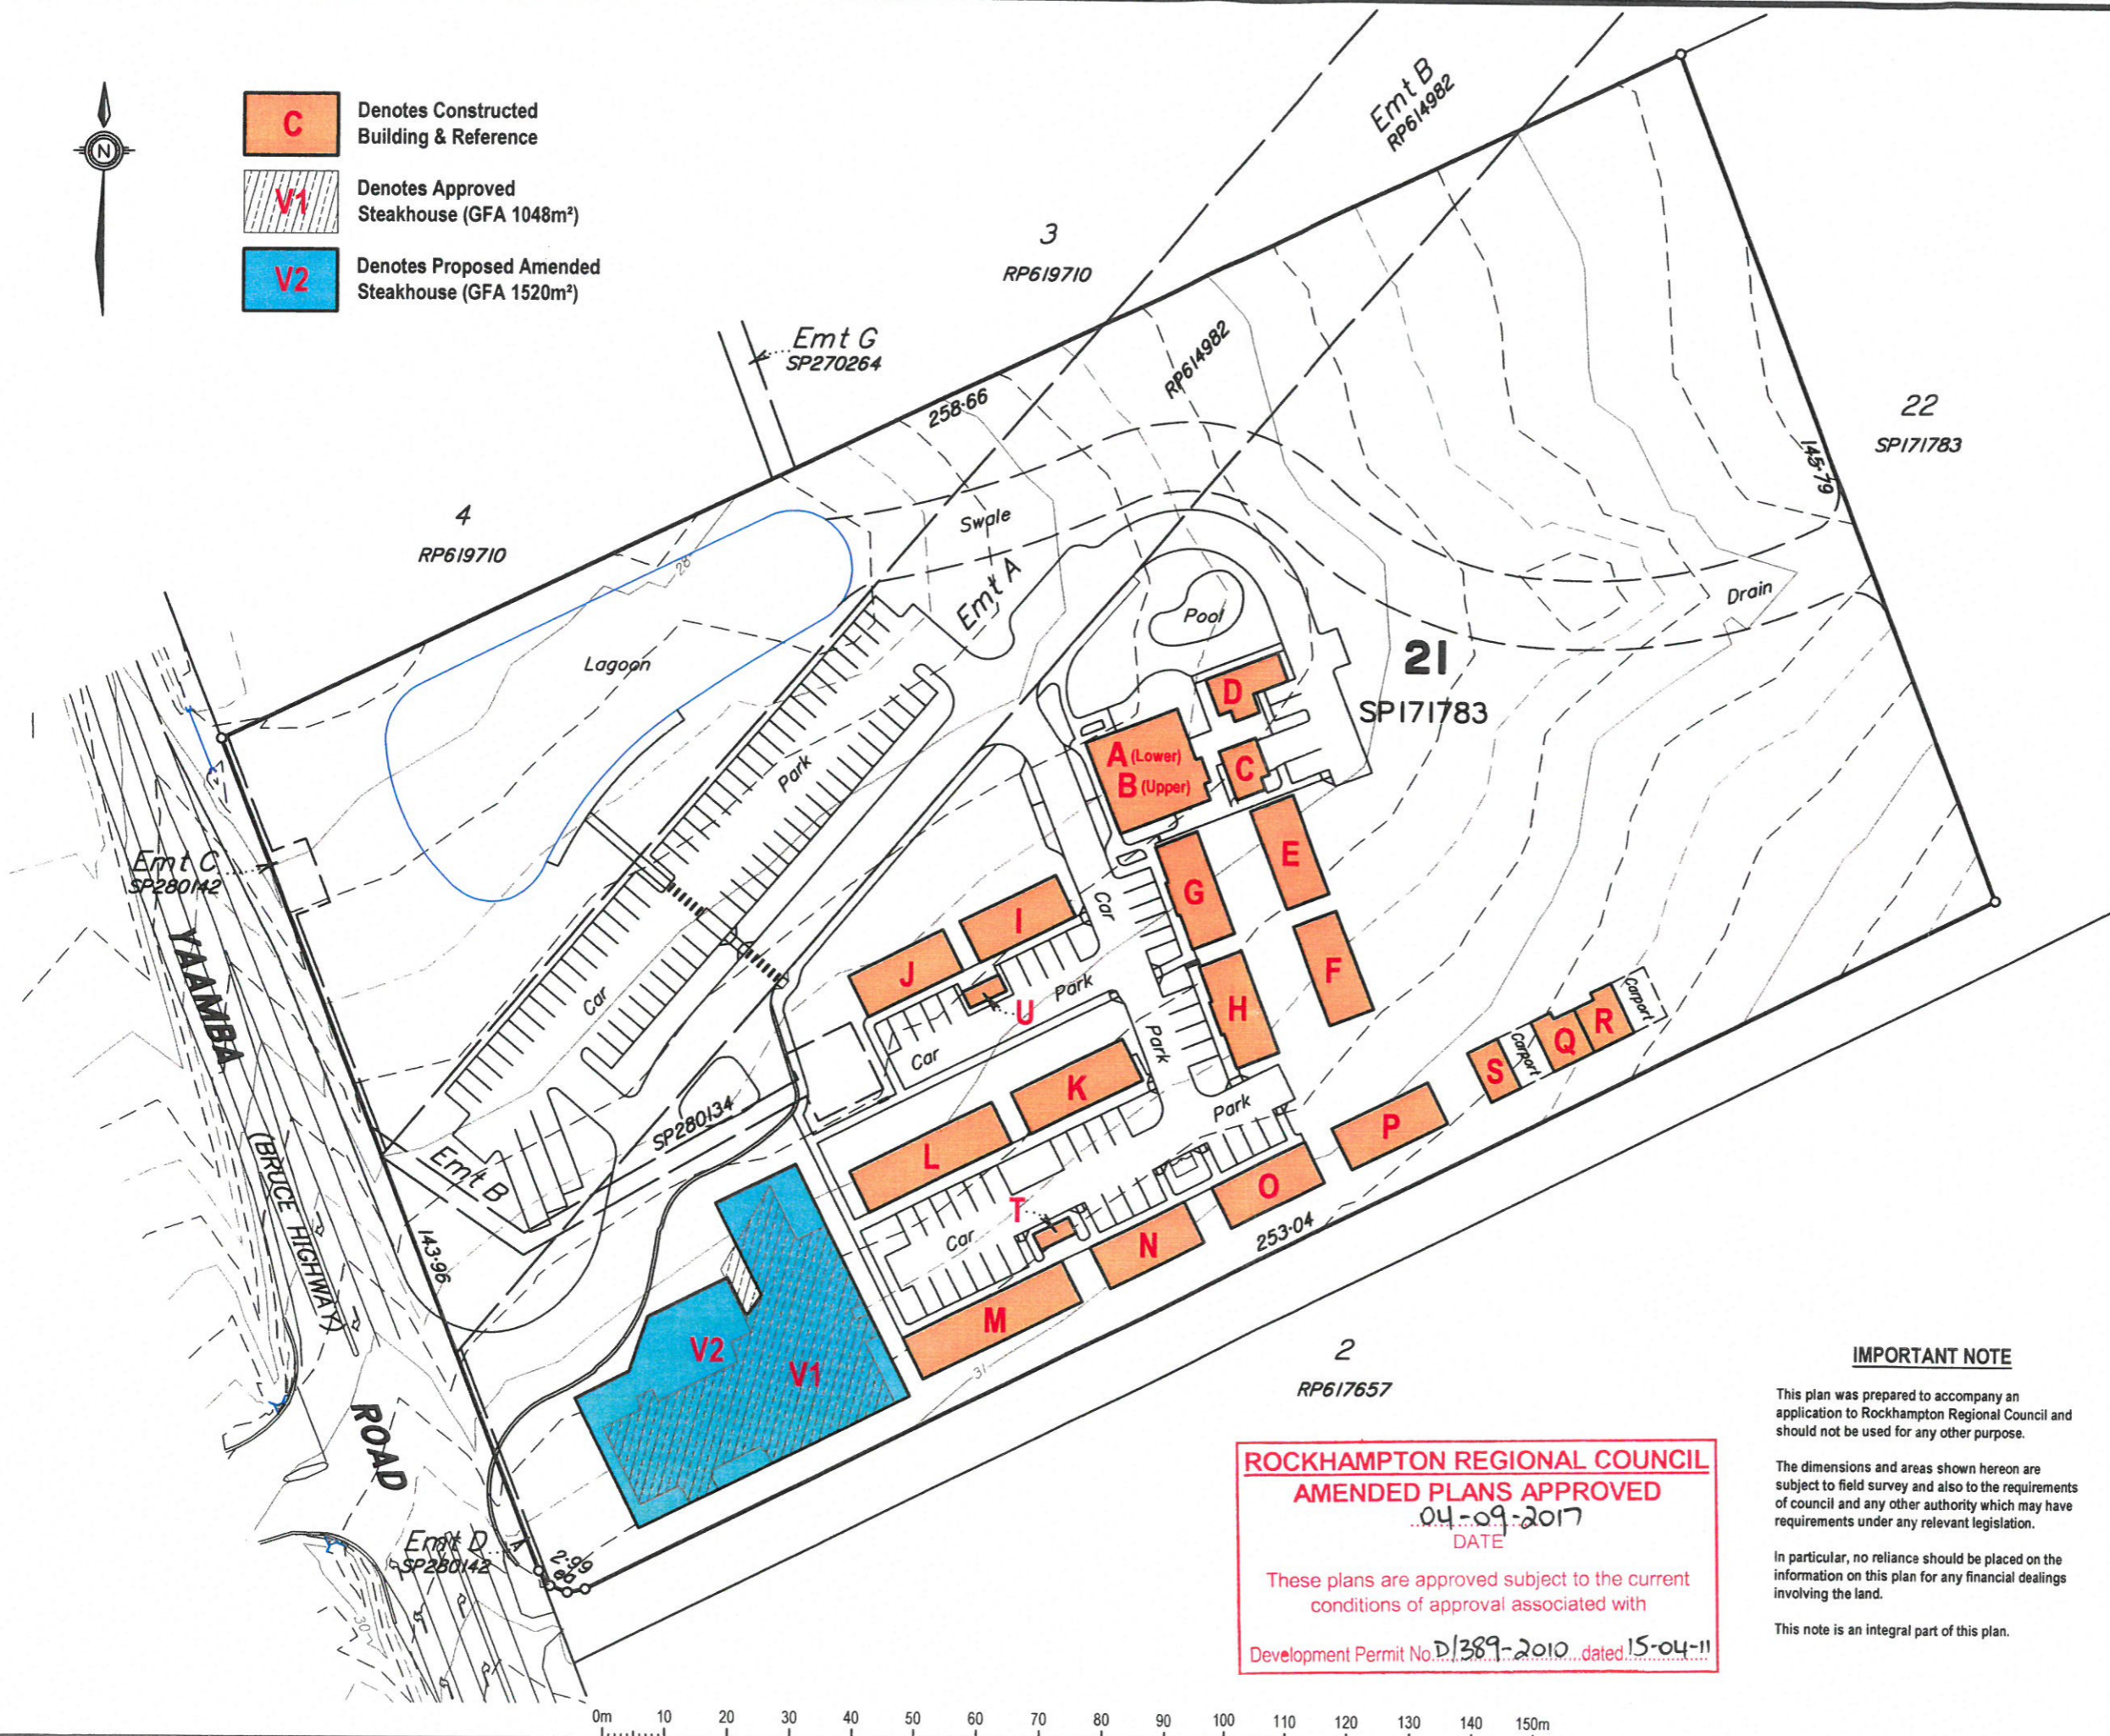 N
C
Denotes Constructed
Building & Reference
V1
Denotes Approved
Steakhouse (GFA 1048m²)
V2
Denotes Proposed Amended
Steakhouse (GFA 1520m²)
Emt B
RP614982
3
RP619710
Emt G
SP270264
258·66
RP614982
22
SP171783
145·79
4
RP619710
Swale
28
Emt A
Pool
Drain
Lagoon
21
SP171783
D
A (Lower)
B (Upper)
C
Park
Emt C
SP280142
E
G
Car
I
J
F
YAAMBA
Car
Park
U
H
Carport
R
Q
Carport
S
Park
Car
K
Park
SP280134
P
L
Emt B
O
T
(BRUCE HIGHWAY)
143·96
Car
253·04
N
M
V2
V1
31
2
RP617657
ROAD
Emt D
SP280142
2·99
30
IMPORTANT NOTE
This plan was prepared to accompany an
application to Rockhampton Regional Council and
should not be used for any other purpose.
The dimensions and areas shown hereon are
subject to field survey and also to the requirements
of council and any other authority which may have
requirements under any relevant legislation.
In particular, no reliance should be placed on the
information on this plan for any financial dealings
involving the land.
This note is an integral part of this plan.
ROCKHAMPTON REGIONAL COUNCIL
AMENDED PLANS APPROVED
04-09-2017
DATE
These plans are approved subject to the current
conditions of approval associated with
Development Permit No. D/389-2010 dated 15-04-11
0m 10 20 30 40 50 60 70 80 90 100 110 120 130 140 150m